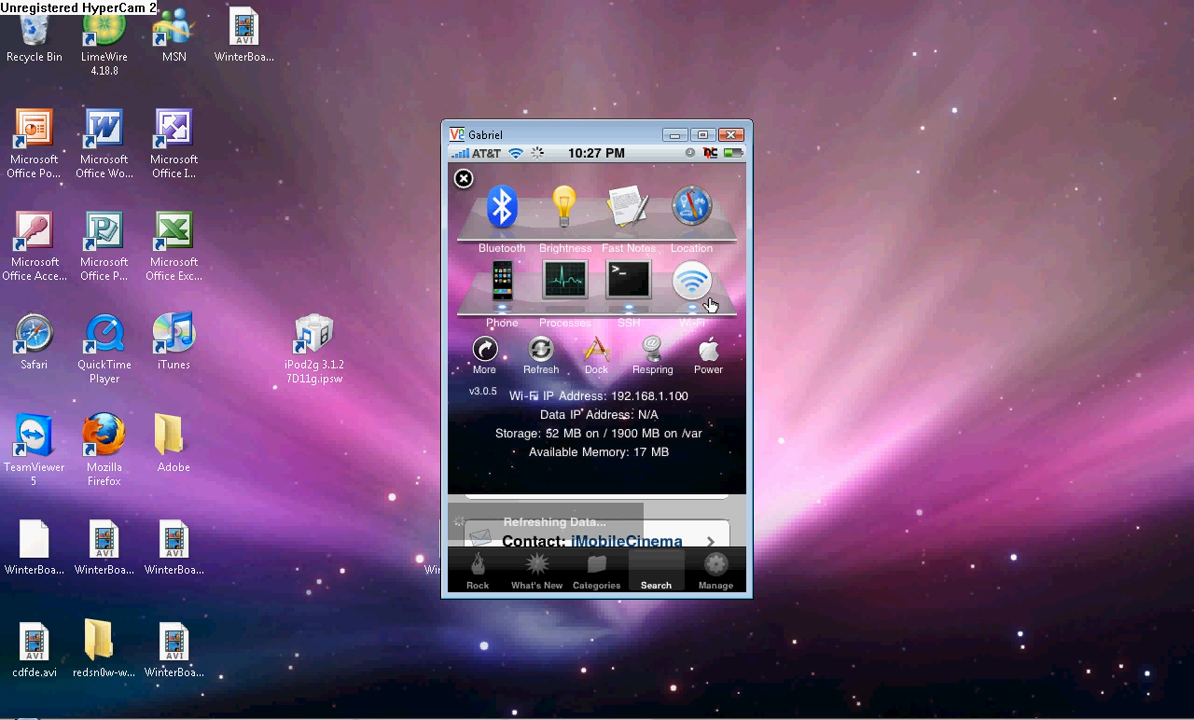 Unregistered HyperCam 2
Recycle Bin
LimeWire
4.18.8
MSN
WinterBoa...
Microsoft
Office Po...
Microsoft
Office Wo...
Microsoft
Office I...
Microsoft
Office Acce...
Microsoft
Office P...
Microsoft
Office Exc...
Safari
QuickTime
Player
iTunes
iPod2g 3.1.2
7D11g.ipsw
TeamViewer
5
Mozilla
Firefox
Adobe
WinterBoa...
WinterBoa...
WinterBoa...
cdfde.avi
redsn0w-w...
WinterBoa...
Gabriel
AT&T
10:27 PM
Bluetooth
Brightness
Fast Notes
Location
Phone
Processes
SSH
Wi-Fi
More
Refresh
Dock
Respring
Power
v3.0.5
Wi-Fi IP Address: 192.168.1.100
Data IP Address: N/A
Storage: 52 MB on / 1900 MB on /var
Available Memory: 17 MB
Refreshing Data...
Contact: iMobileCinema
Rock
What's New
Categories
Search
Manage